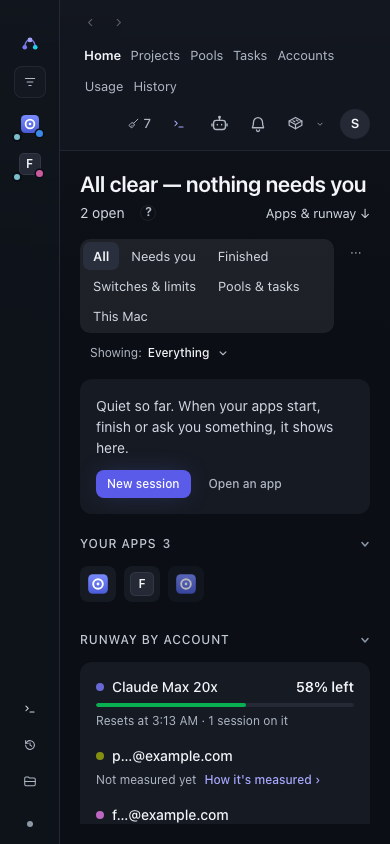 Home Projects Pools Tasks Accounts
Usage History
7
S
F
All clear — nothing needs you
2 open ? Apps & runway ↓
All Needs you Finished
Switches & limits Pools & tasks
This Mac
Showing: Everything
Quiet so far. When your apps start,
finish or ask you something, it shows
here.
New session Open an app
YOUR APPS 3
F
RUNWAY BY ACCOUNT
Claude Max 20x 58% left
Resets at 3:13 AM · 1 session on it
p...@example.com
Not measured yet How it's measured ›
f...@example.com